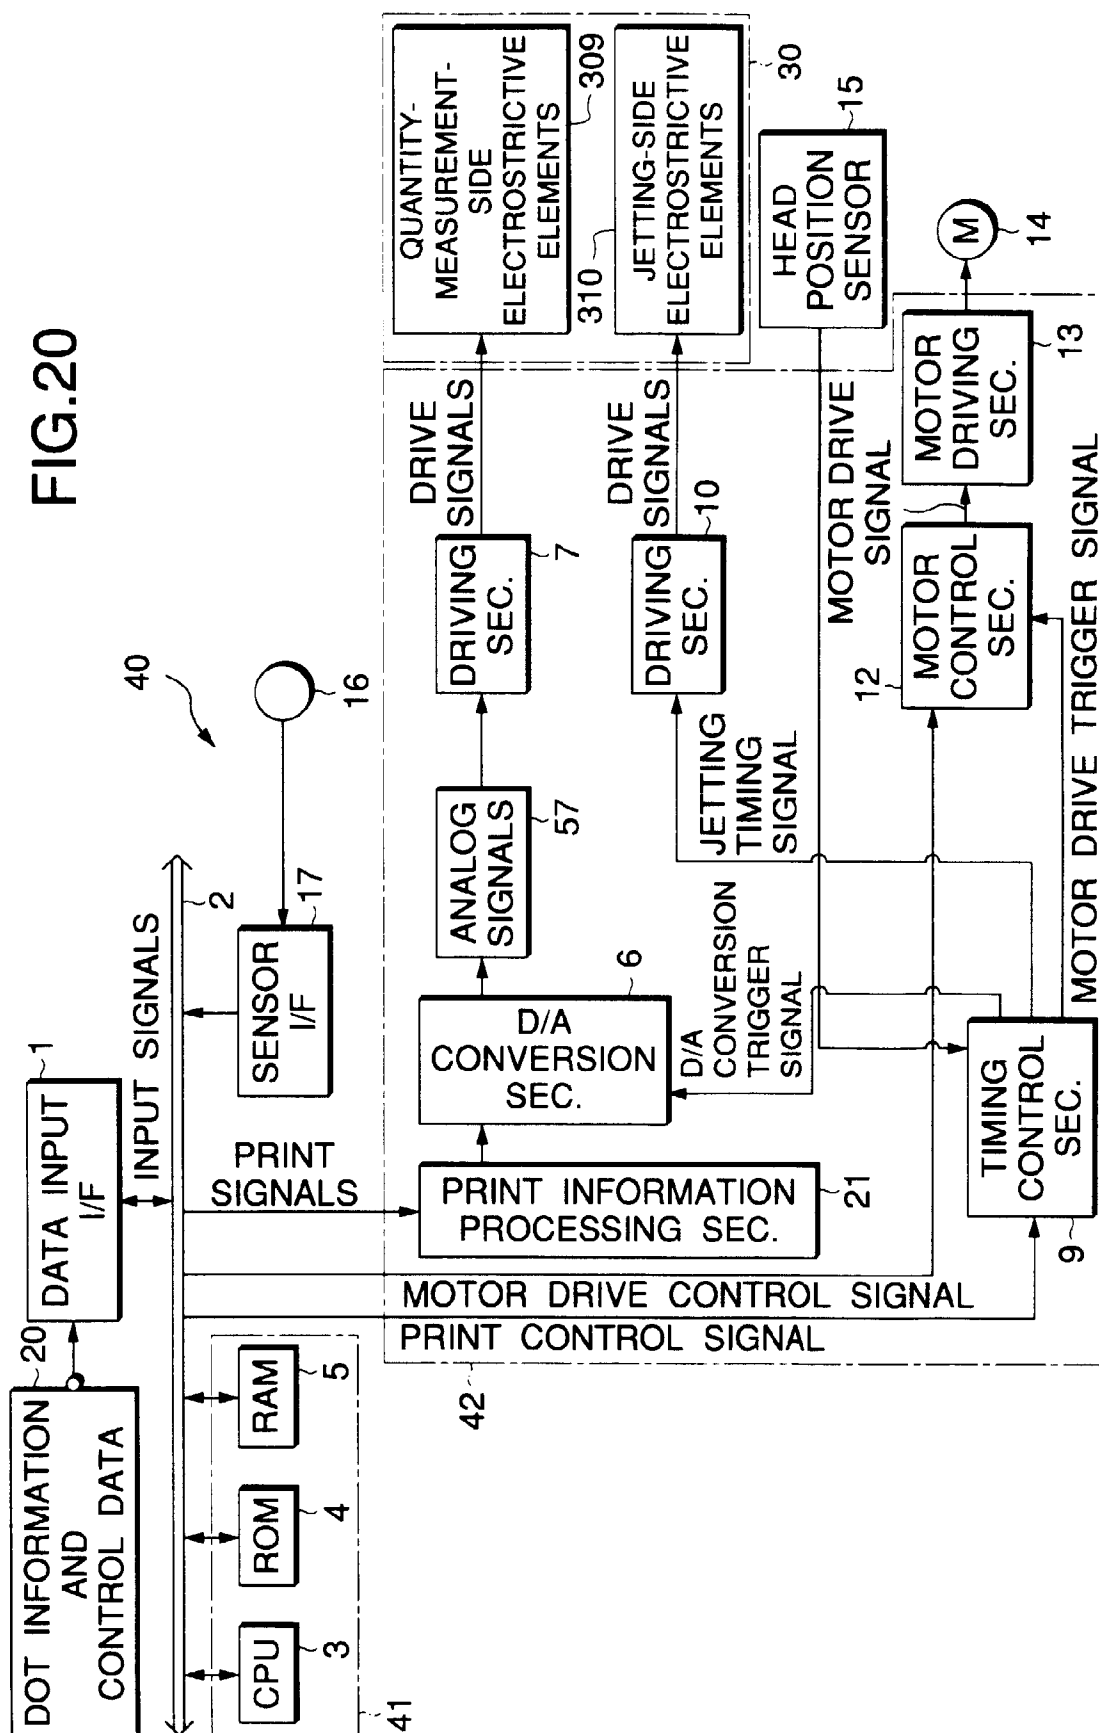 FIG.20
40
DOT INFORMATION
AND
CONTROL DATA
20
DATA INPUT
I/F
1
INPUT SIGNALS
2
CPU
3
ROM
4
RAM
5
41
SENSOR
I/F
17
16
PRINT
SIGNALS
PRINT INFORMATION
PROCESSING SEC.
21
D/A
CONVERSION
SEC.
6
ANALOG
SIGNALS
57
DRIVING
SEC.
7
DRIVE
SIGNALS
QUANTITY-
MEASUREMENT-
SIDE
ELECTROSTRICTIVE
ELEMENTS
309
D/A
CONVERSION
TRIGGER
SIGNAL
JETTING
TIMING
SIGNAL
DRIVING
SEC.
10
DRIVE
SIGNALS
310
JETTING-SIDE
ELECTROSTRICTIVE
ELEMENTS
30
HEAD
POSITION
SENSOR
15
MOTOR DRIVE CONTROL SIGNAL
PRINT CONTROL SIGNAL
42
TIMING
CONTROL
SEC.
9
MOTOR
CONTROL
SEC.
12
MOTOR DRIVE
SIGNAL
MOTOR
DRIVING
SEC.
13
M
14
MOTOR DRIVE TRIGGER SIGNAL